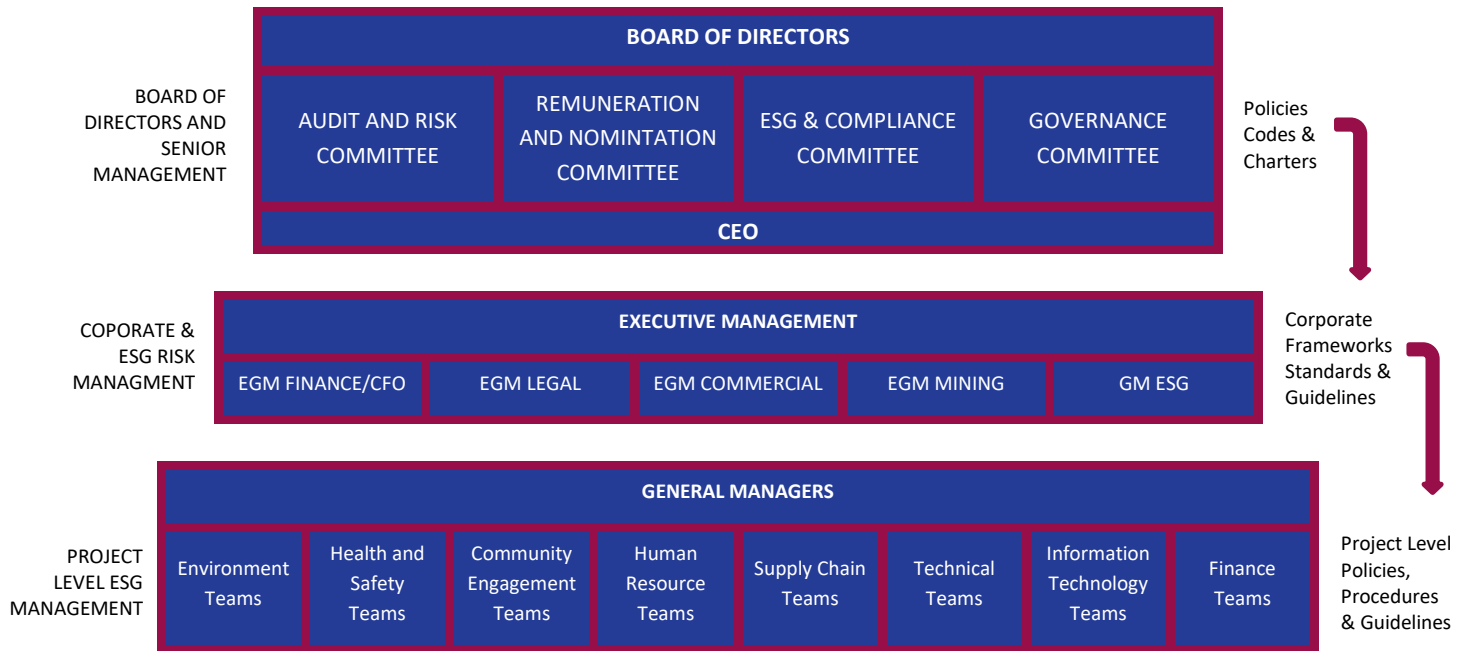 BOARD OF DIRECTORS
BOARD OF
DIRECTORS AND
SENIOR
MANAGEMENT
AUDIT AND RISK
COMMITTEE
REMUNERATION
AND NOMINTATION
COMMITTEE
ESG & COMPLIANCE
COMMITTEE
GOVERNANCE
COMMITTEE
Policies
Codes &
Charters
CEO
COPORATE &
ESG RISK
MANAGMENT
EXECUTIVE MANAGEMENT
EGM FINANCE/CFO
EGM LEGAL
EGM COMMERCIAL
EGM MINING
GM ESG
Corporate
Frameworks
Standards &
Guidelines
GENERAL MANAGERS
PROJECT
LEVEL ESG
MANAGEMENT
Environment
Teams
Health and
Safety
Teams
Community
Engagement
Teams
Human
Resource
Teams
Supply Chain
Teams
Technical
Teams
Information
Technology
Teams
Finance
Teams
Project Level
Policies,
Procedures
& Guidelines